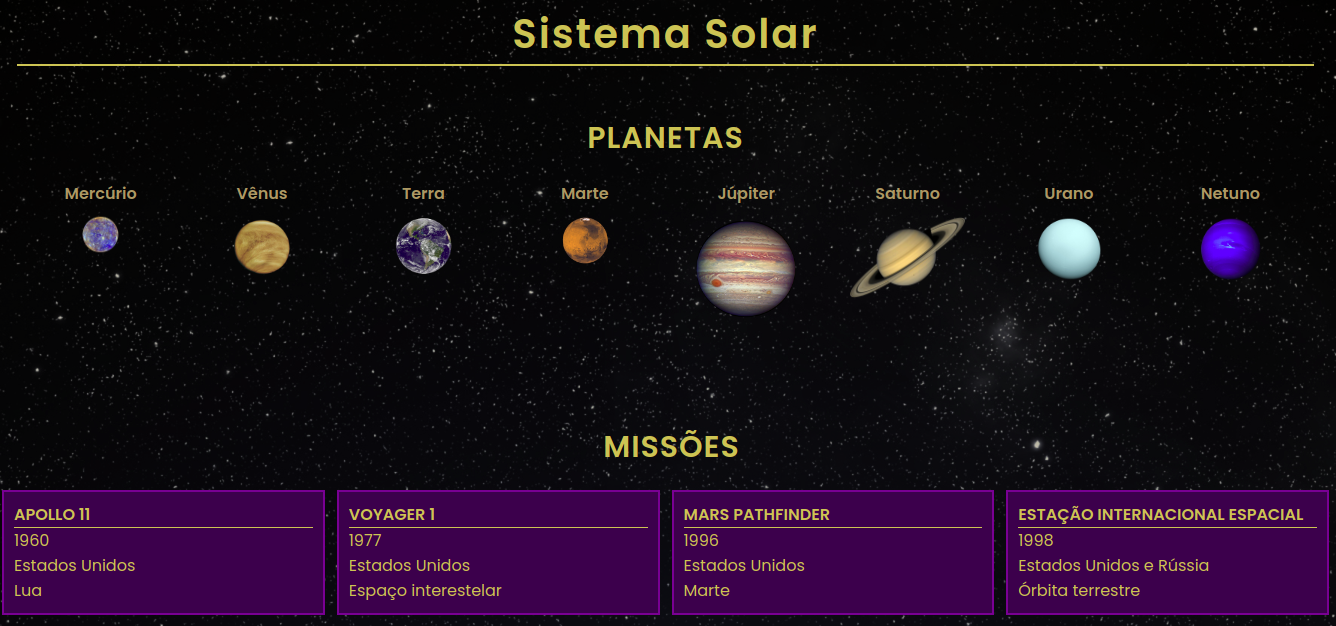 Sistema Solar
PLANETAS
Mercúrio Vênus Terra Marte Júpiter Saturno Urano Netuno
MISSÕES
APOLLO 11
1960
Estados Unidos
Lua
VOYAGER 1
1977
Estados Unidos
Espaço interestelar
MARS PATHFINDER
1996
Estados Unidos
Marte
ESTAÇÃO INTERNACIONAL ESPACIAL
1998
Estados Unidos e Rússia
Órbita terrestre